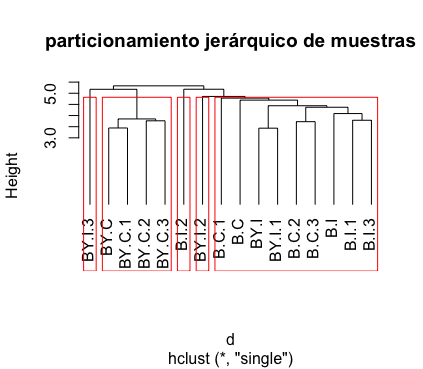 particionamiento jerárquico de muestras
5.0
3.0
Height
BY.I.3
BY.C
BY.C.1
BY.C.2
BY.C.3
B.I.2
BY.I.2
B.C.1
B.C
BY.I
BY.I.1
B.C.2
B.C.3
B.I
B.I.1
B.I.3
d
hclust (*, "single")